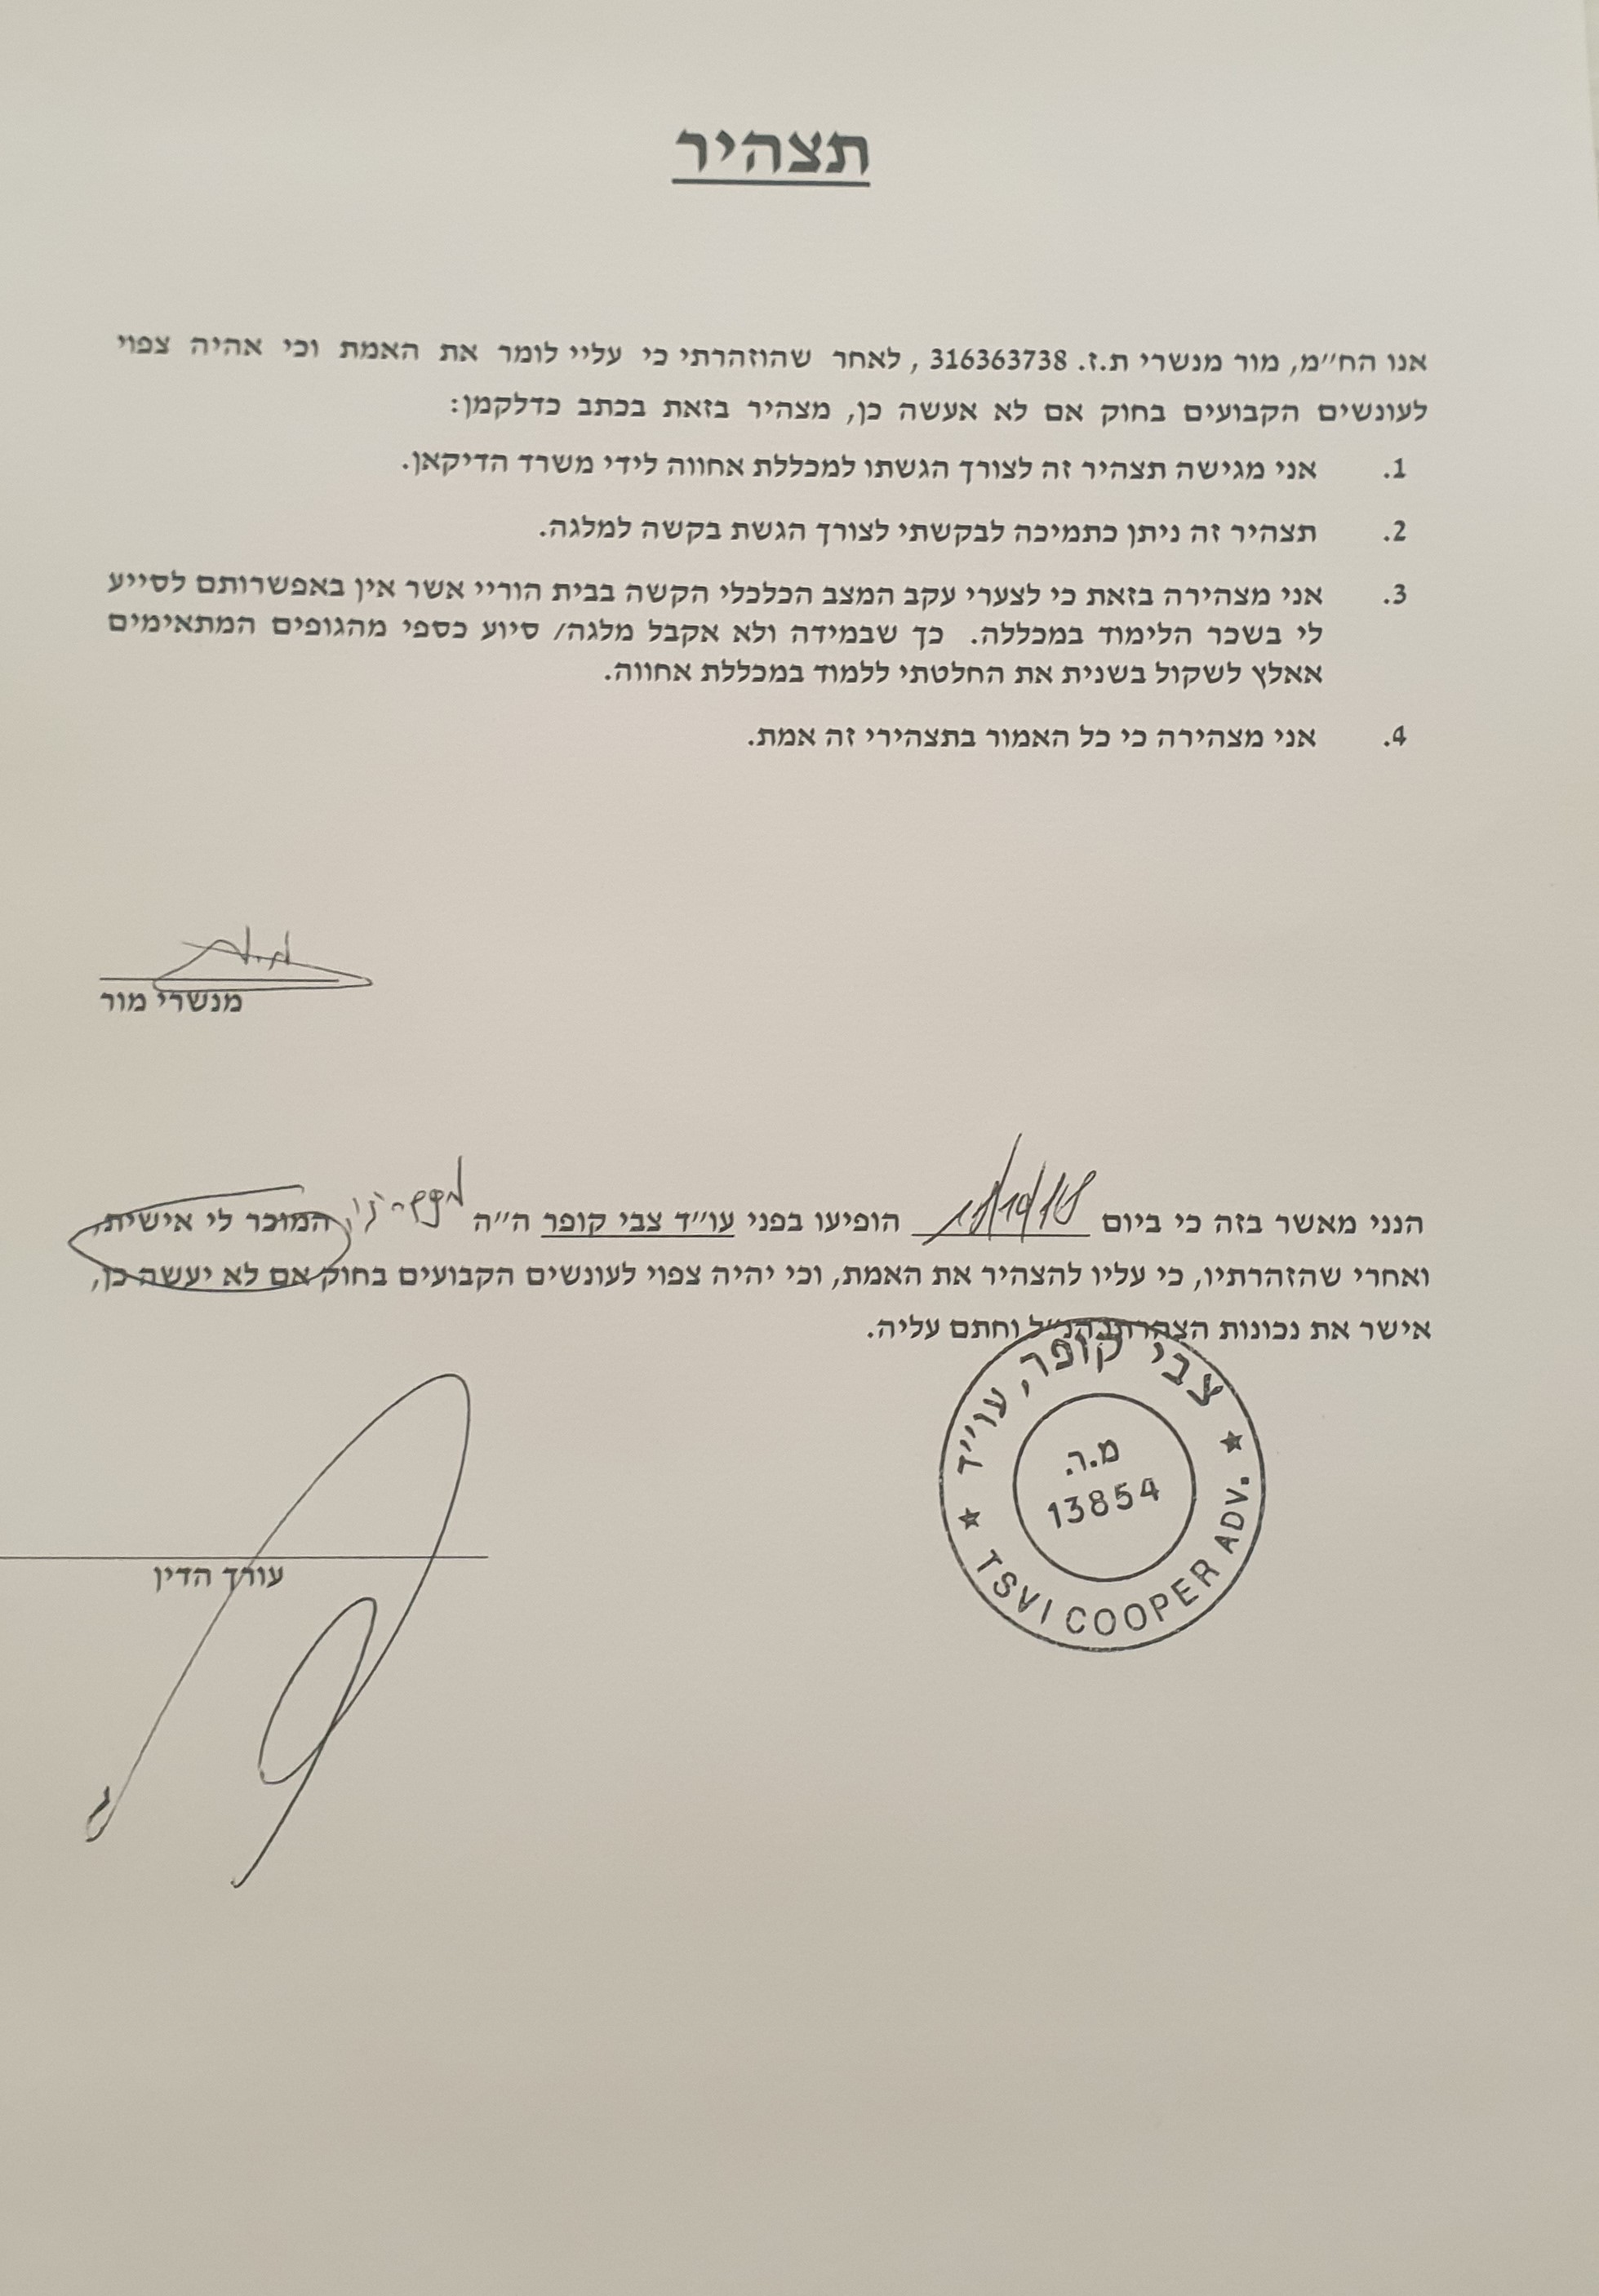 תצהיר
אנו הח"מ, מור מנשרי ת.ז. 316363738 , לאחר שהוזהרתי כי עליי לומר את האמת וכי אהיה צפוי
לעונשים הקבועים בחוק אם לא אעשה כן, מצהיר בזאת בכתב כדלקמן:
1. אני מגישה תצהיר זה לצורך הגשתו למכללת אחווה לידי משרד הדיקאן.
2. תצהיר זה ניתן כתמיכה לבקשתי לצורך הגשת בקשה למלגה.
3. אני מצהירה בזאת כי לצערי עקב המצב הכלכלי הקשה בבית הוריי אשר אין באפשרותם לסייע
לי בשכר הלימוד במכללה. כך שבמידה ולא אקבל מלגה/ סיוע כספי מהגופים המתאימים
אאלץ לשקול בשנית את החלטתי ללמוד במכללת אחווה.
4. אני מצהירה כי כל האמור בתצהירי זה אמת.
מנשרי מור
הנני מאשר בזה כי ביום הופיעו בפני עו"ד צבי קופר ה"ה המוכר לי אישית,
ואחרי שהזהרתיו, כי עליו להצהיר את האמת, וכי יהיה צפוי לעונשים הקבועים בחוק אם לא יעשה כן,
אישר את נכונות הצהרתו הנ"ל וחתם עליה.
צבי קופר, עו"ד
מ.ר.
13854
TSVI COOPER ADV.
עורך הדין